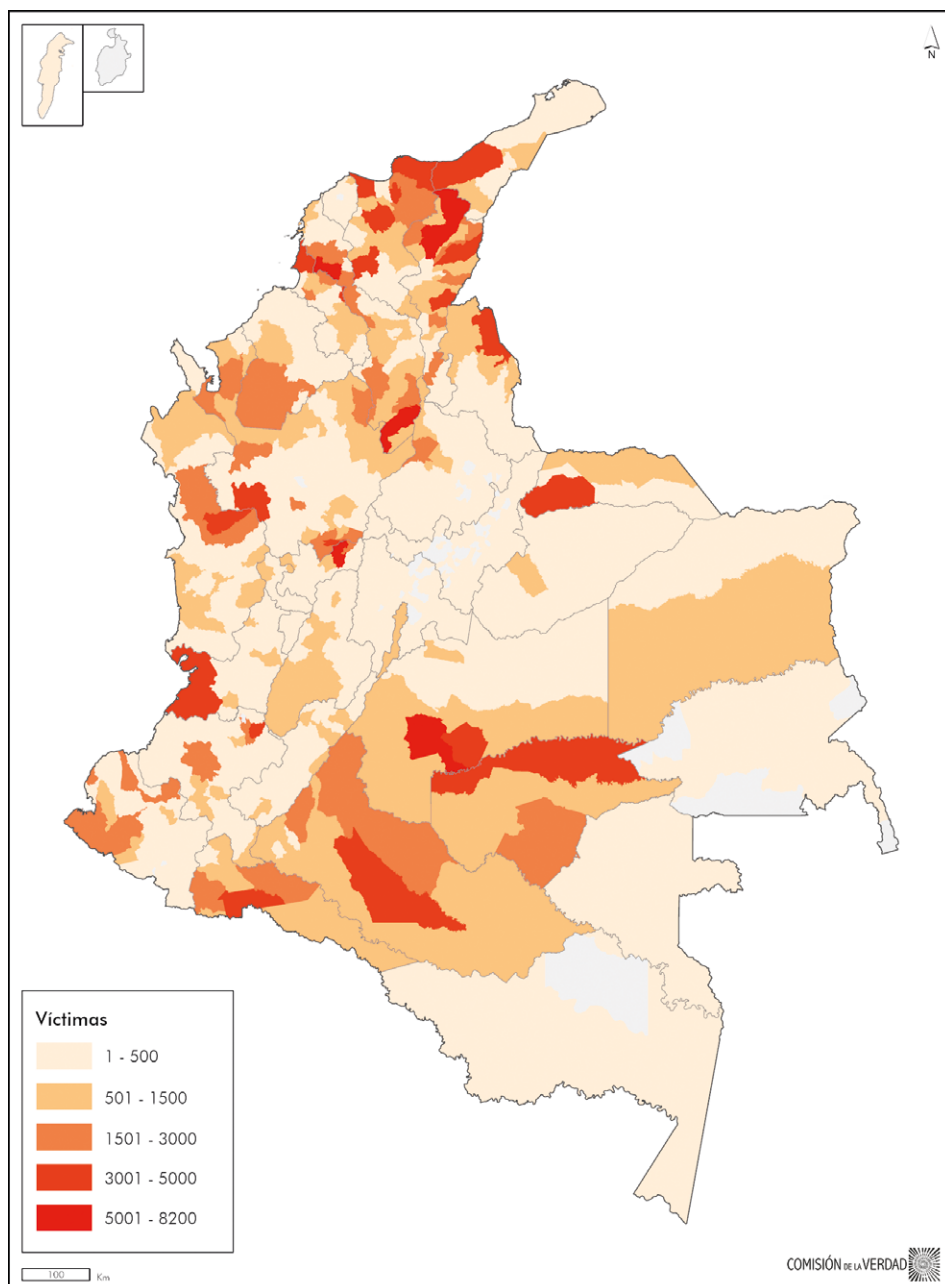 N
Víctimas
1 - 500
501 - 1500
1501 - 3000
3001 - 5000
5001 - 8200
100 Km
COMISIÓN DE LA VERDAD